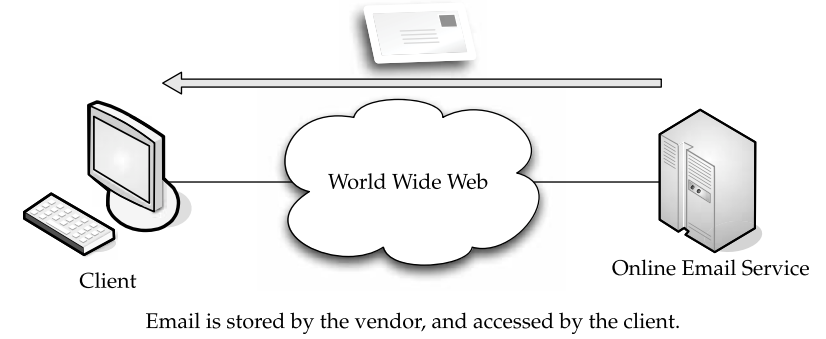 World Wide Web
Client
Online Email Service
Email is stored by the vendor, and accessed by the client.